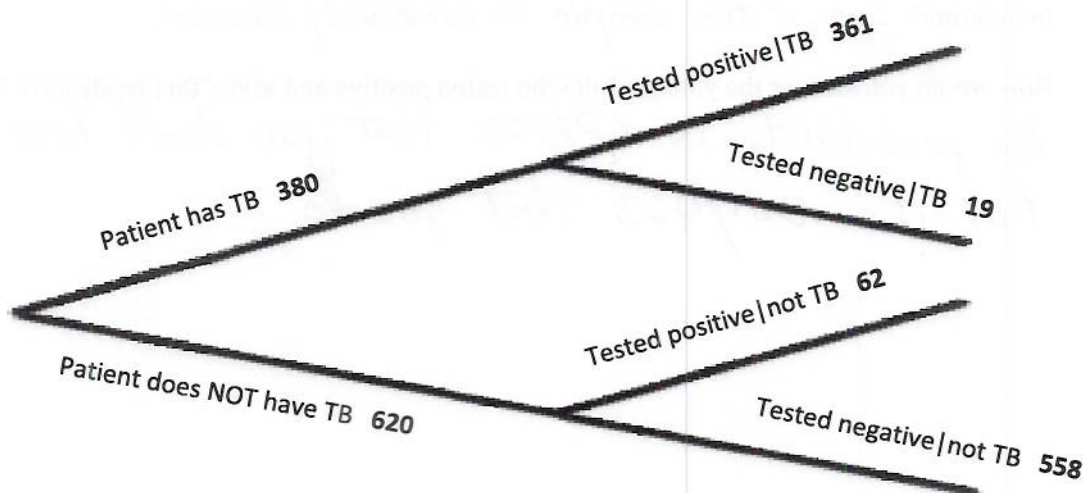 Tested positive|TB 361
Tested negative|TB 19
Patient has TB 380
Tested positive|not TB 62
Patient does NOT have TB 620
Tested negative|not TB 558